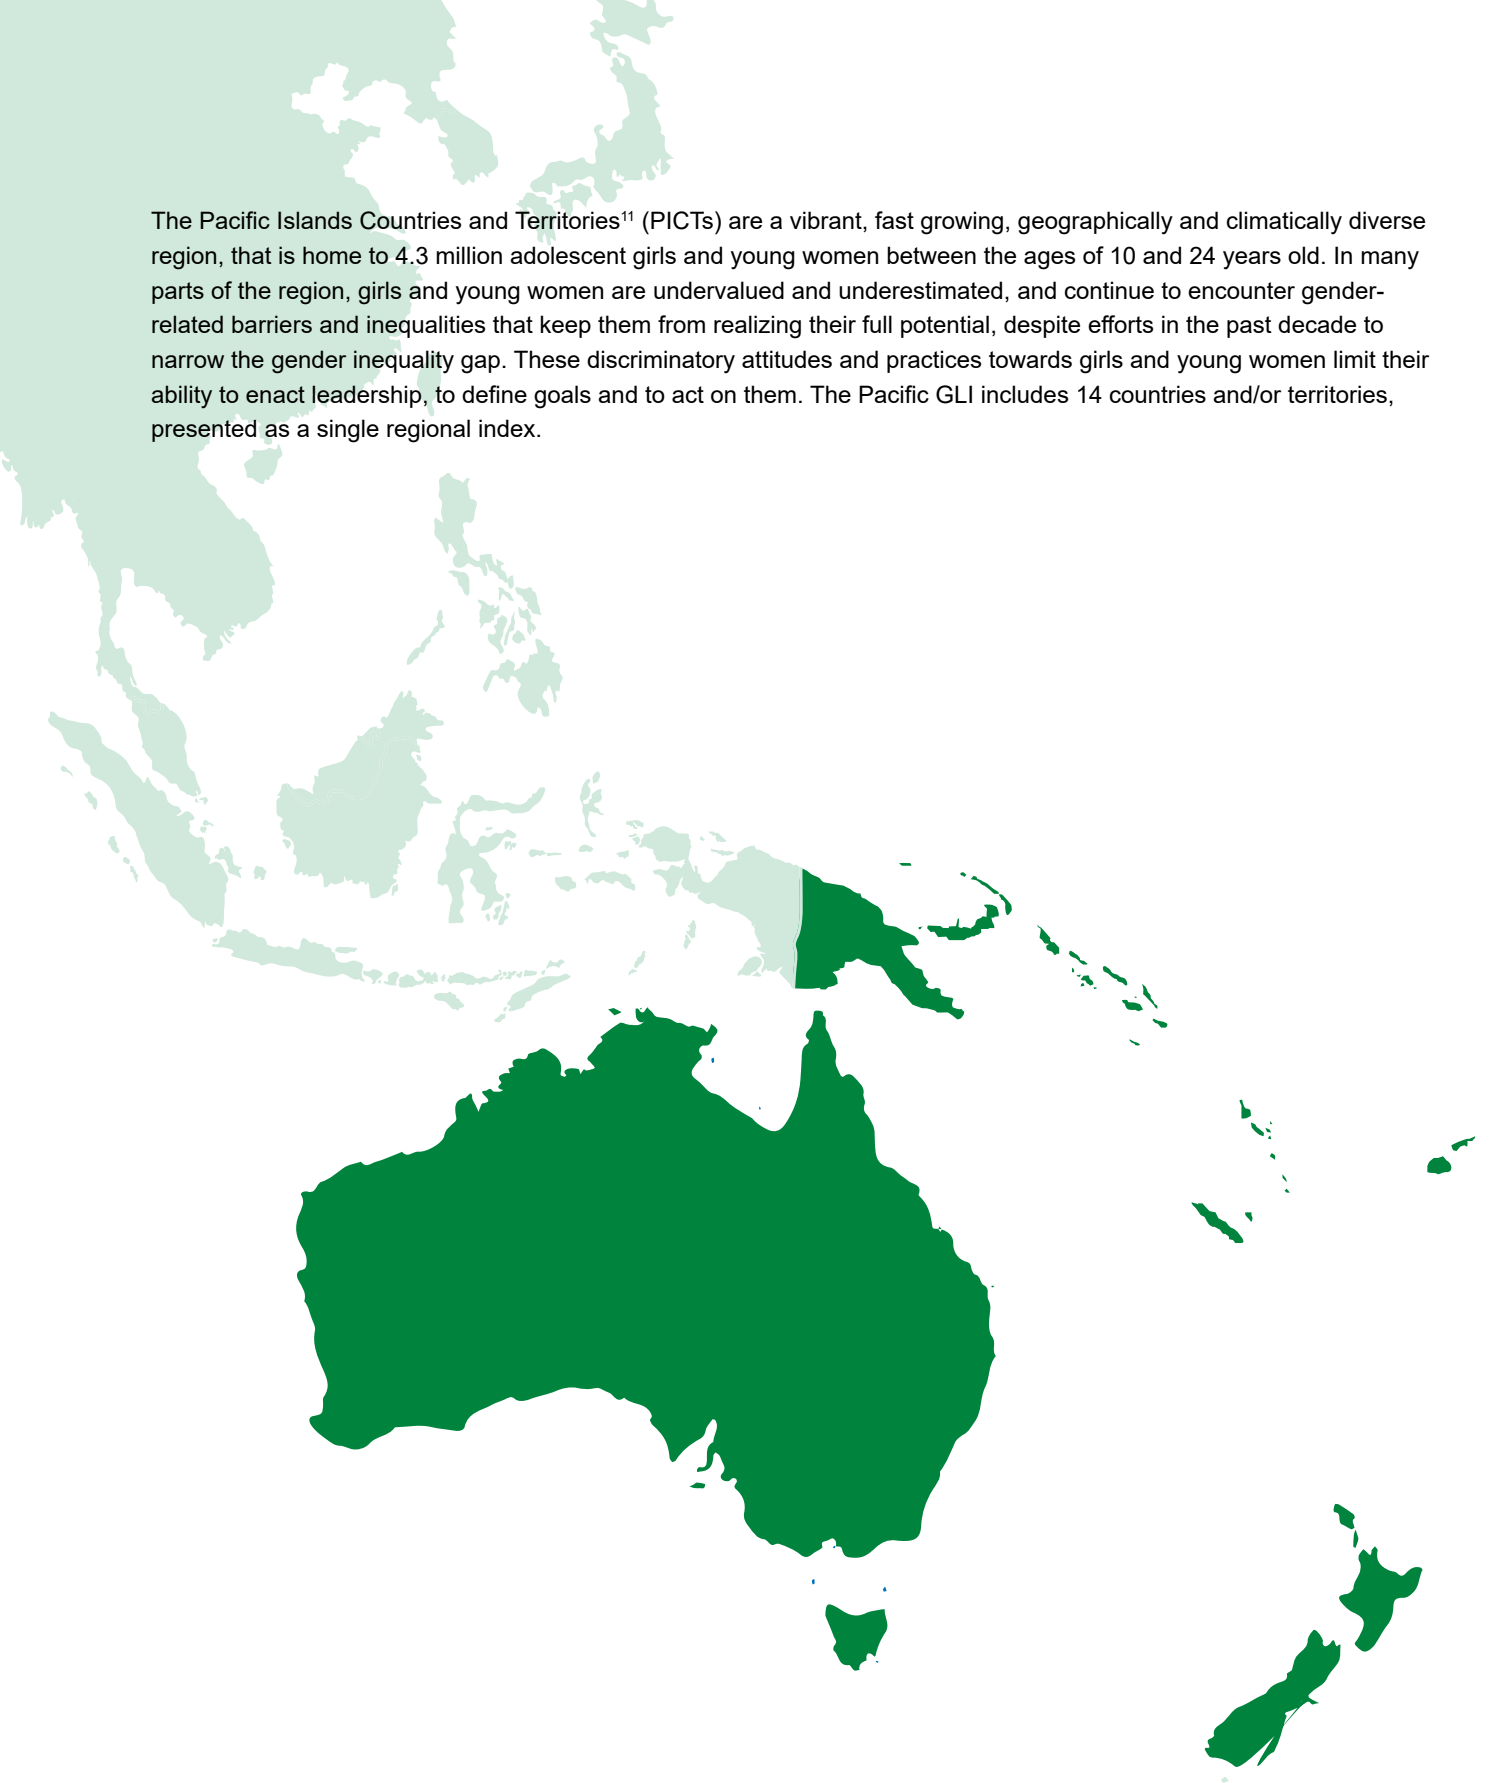 The Pacific Islands Countries and Territories¹¹ (PICTs) are a vibrant, fast growing, geographically and climatically diverse
region, that is home to 4.3 million adolescent girls and young women between the ages of 10 and 24 years old. In many
parts of the region, girls and young women are undervalued and underestimated, and continue to encounter gender-
related barriers and inequalities that keep them from realizing their full potential, despite efforts in the past decade to
narrow the gender inequality gap. These discriminatory attitudes and practices towards girls and young women limit their
ability to enact leadership, to define goals and to act on them. The Pacific GLI includes 14 countries and/or territories,
presented as a single regional index.